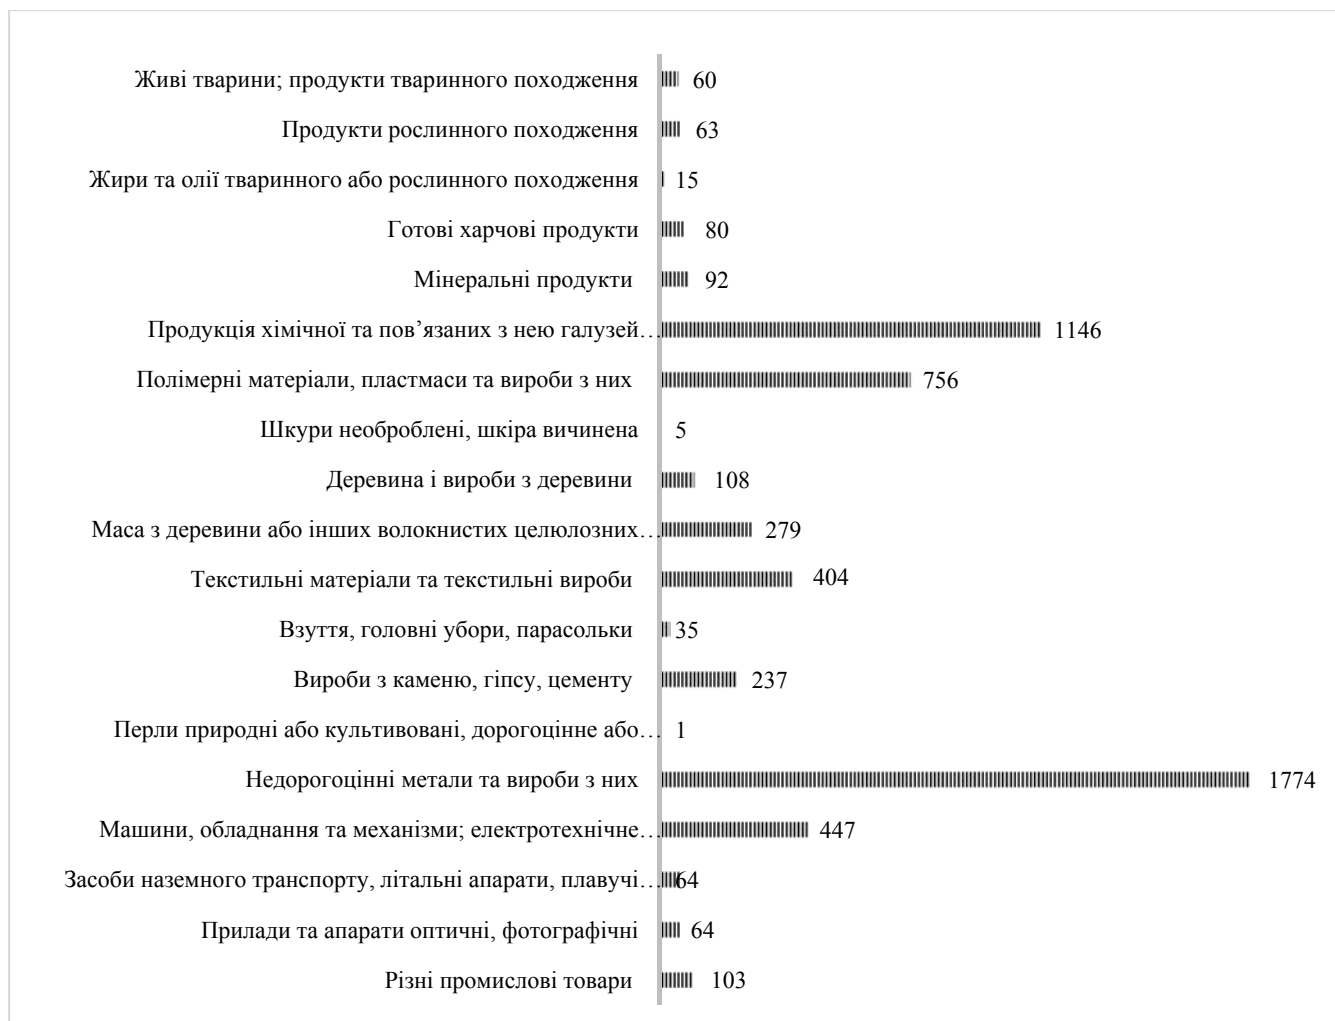 Живі тварини; продукти тваринного походження 60
Продукти рослинного походження 63
Жири та олії тваринного або рослинного походження 15
Готові харчові продукти 80
Мінеральні продукти 92
Продукція хімічної та пов’язаних з нею галузей… 1146
Полімерні матеріали, пластмаси та вироби з них 756
Шкури необроблені, шкіра вичинена 5
Деревина і вироби з деревини 108
Маса з деревини або інших волокнистих целюлозних… 279
Текстильні матеріали та текстильні вироби 404
Взуття, головні убори, парасольки 35
Вироби з каменю, гіпсу, цементу 237
Перли природні або культивовані, дорогоцінне або… 1
Недорогоцінні метали та вироби з них 1774
Машини, обладнання та механізми; електротехнічне… 447
Засоби наземного транспорту, літальні апарати, плавучі… 64
Прилади та апарати оптичні, фотографічні 64
Різні промислові товари 103